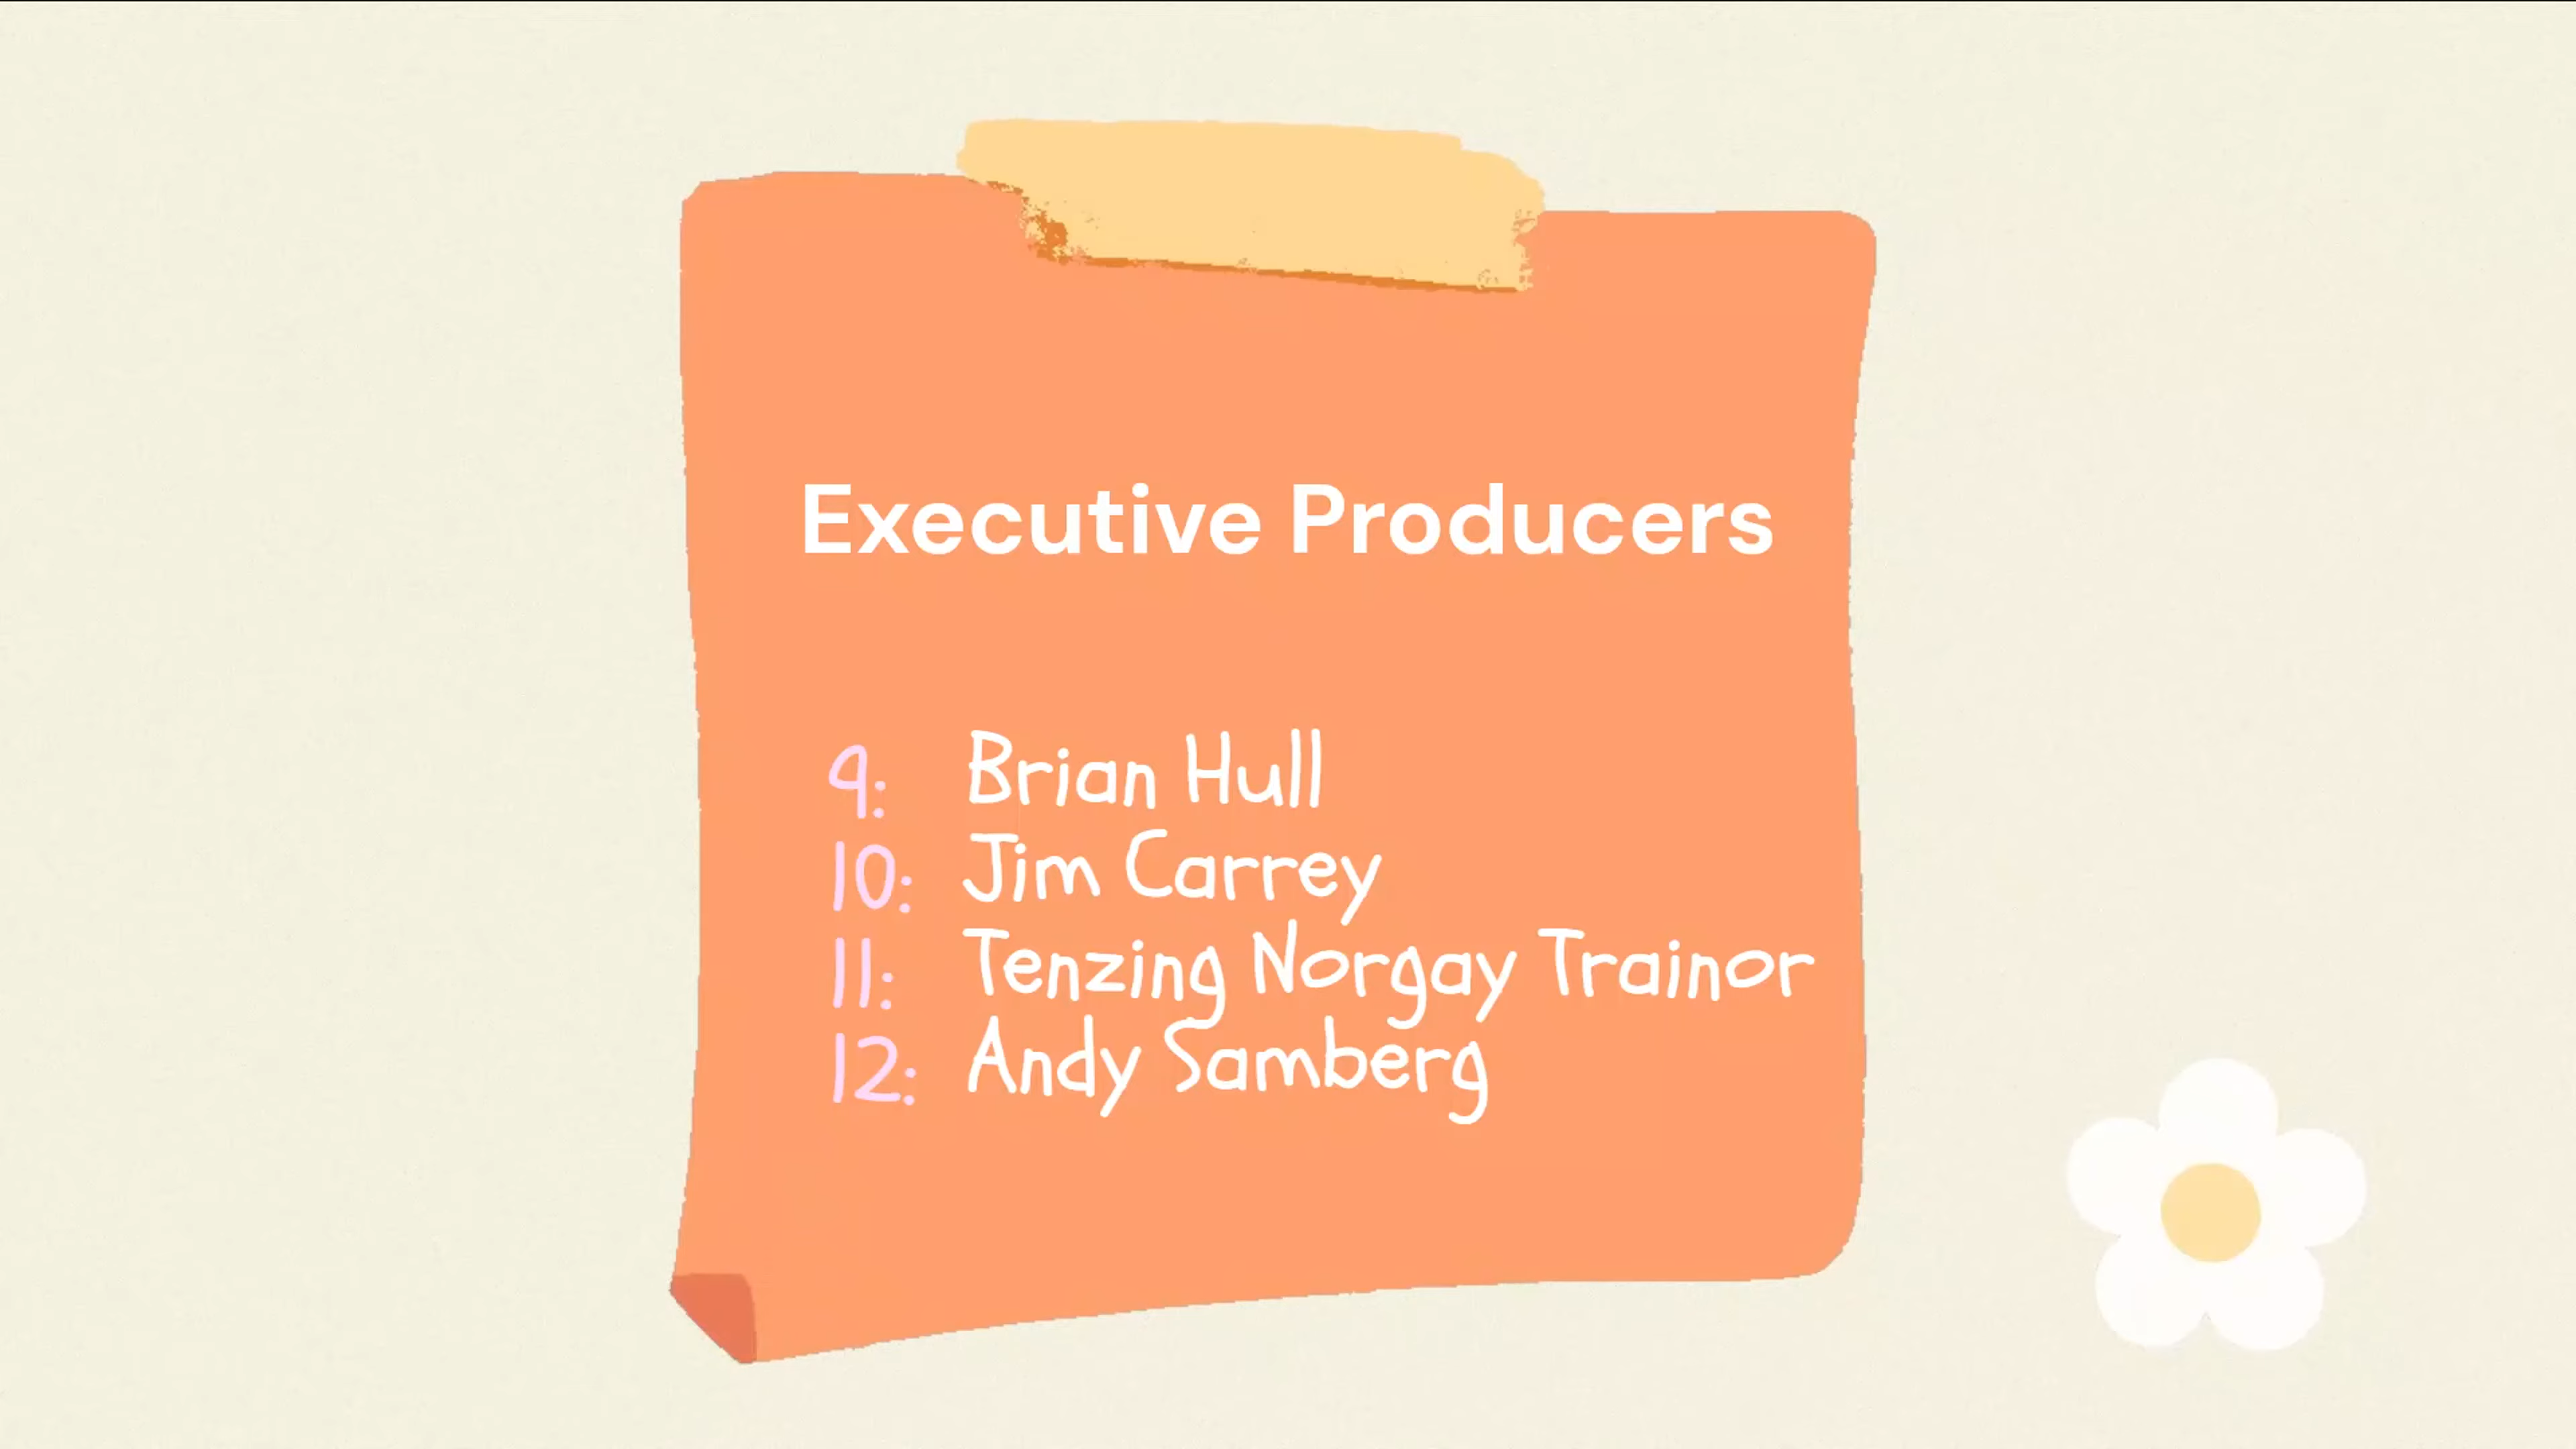 Executive Producers
9: Brian Hull
10: Jim Carrey
11: Tenzing Norgay Trainor
12: Andy Samberg